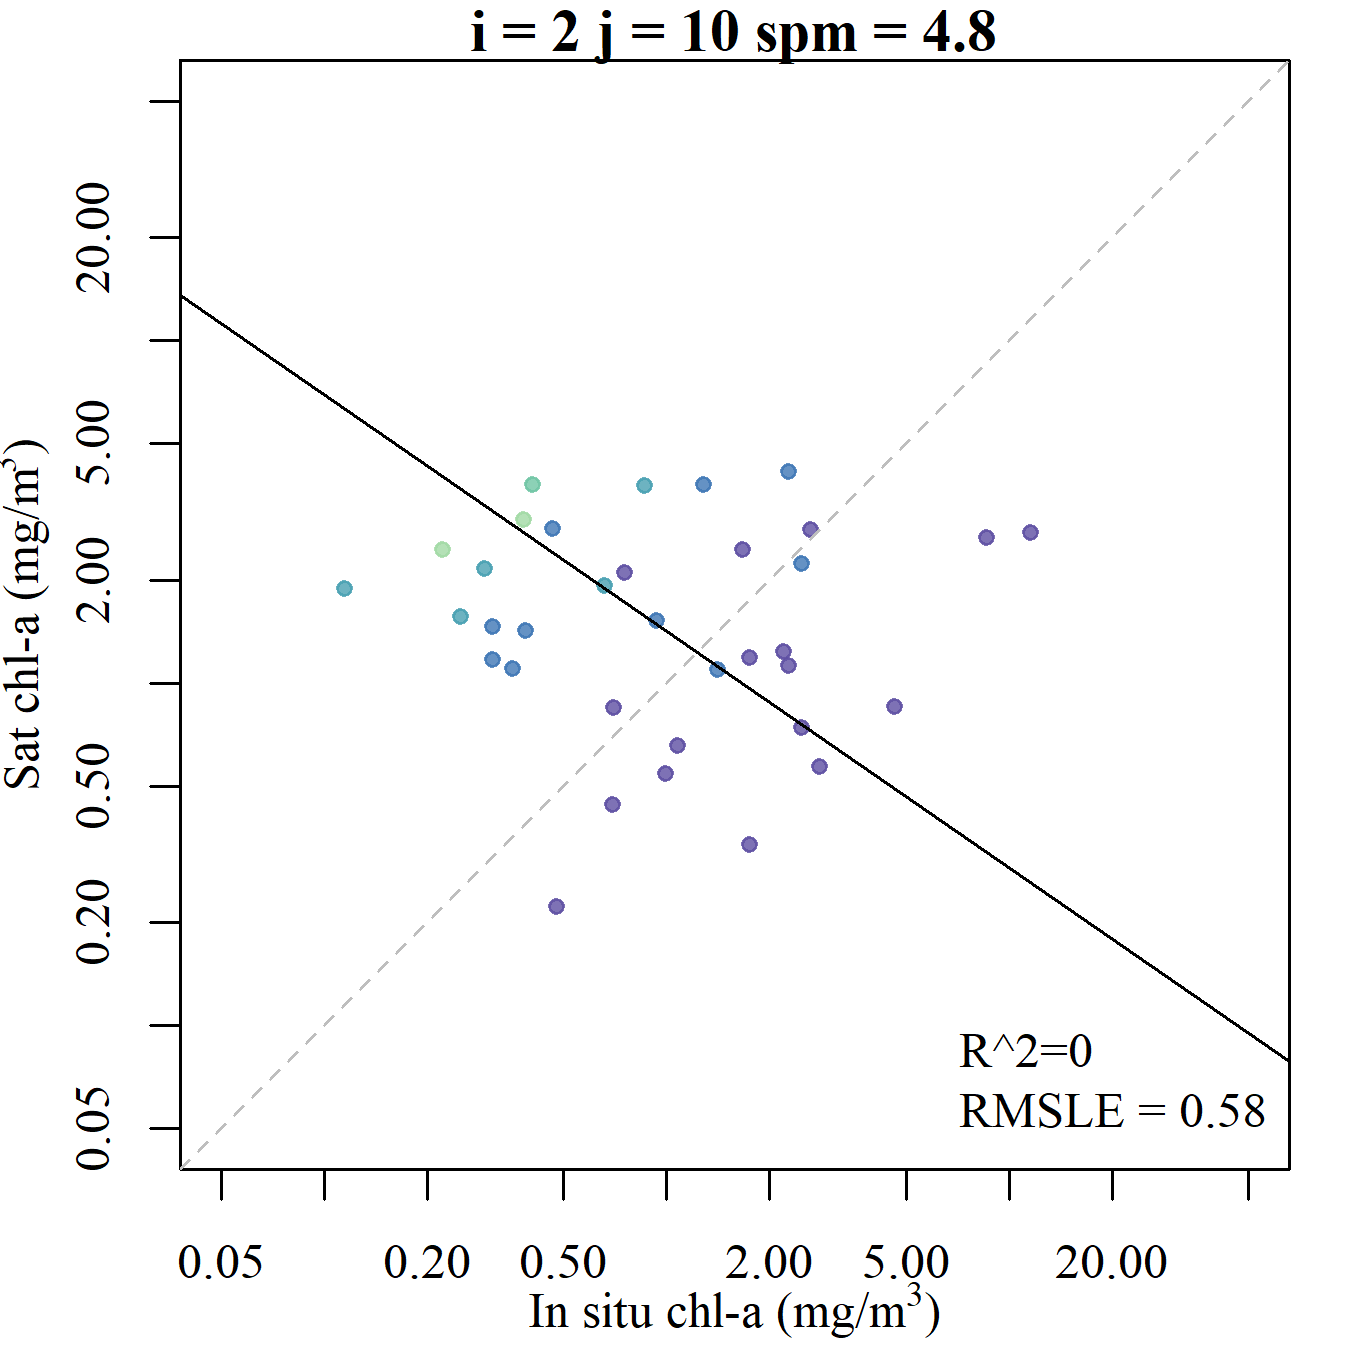 i = 2 j = 10 spm = 4.8
Sat chl-a (mg/m³)
20.00
5.00
2.00
0.50
0.20
0.05
R^2=0
RMSLE = 0.58
0.05 0.20 0.50 2.00 5.00 20.00
In situ chl-a (mg/m³)